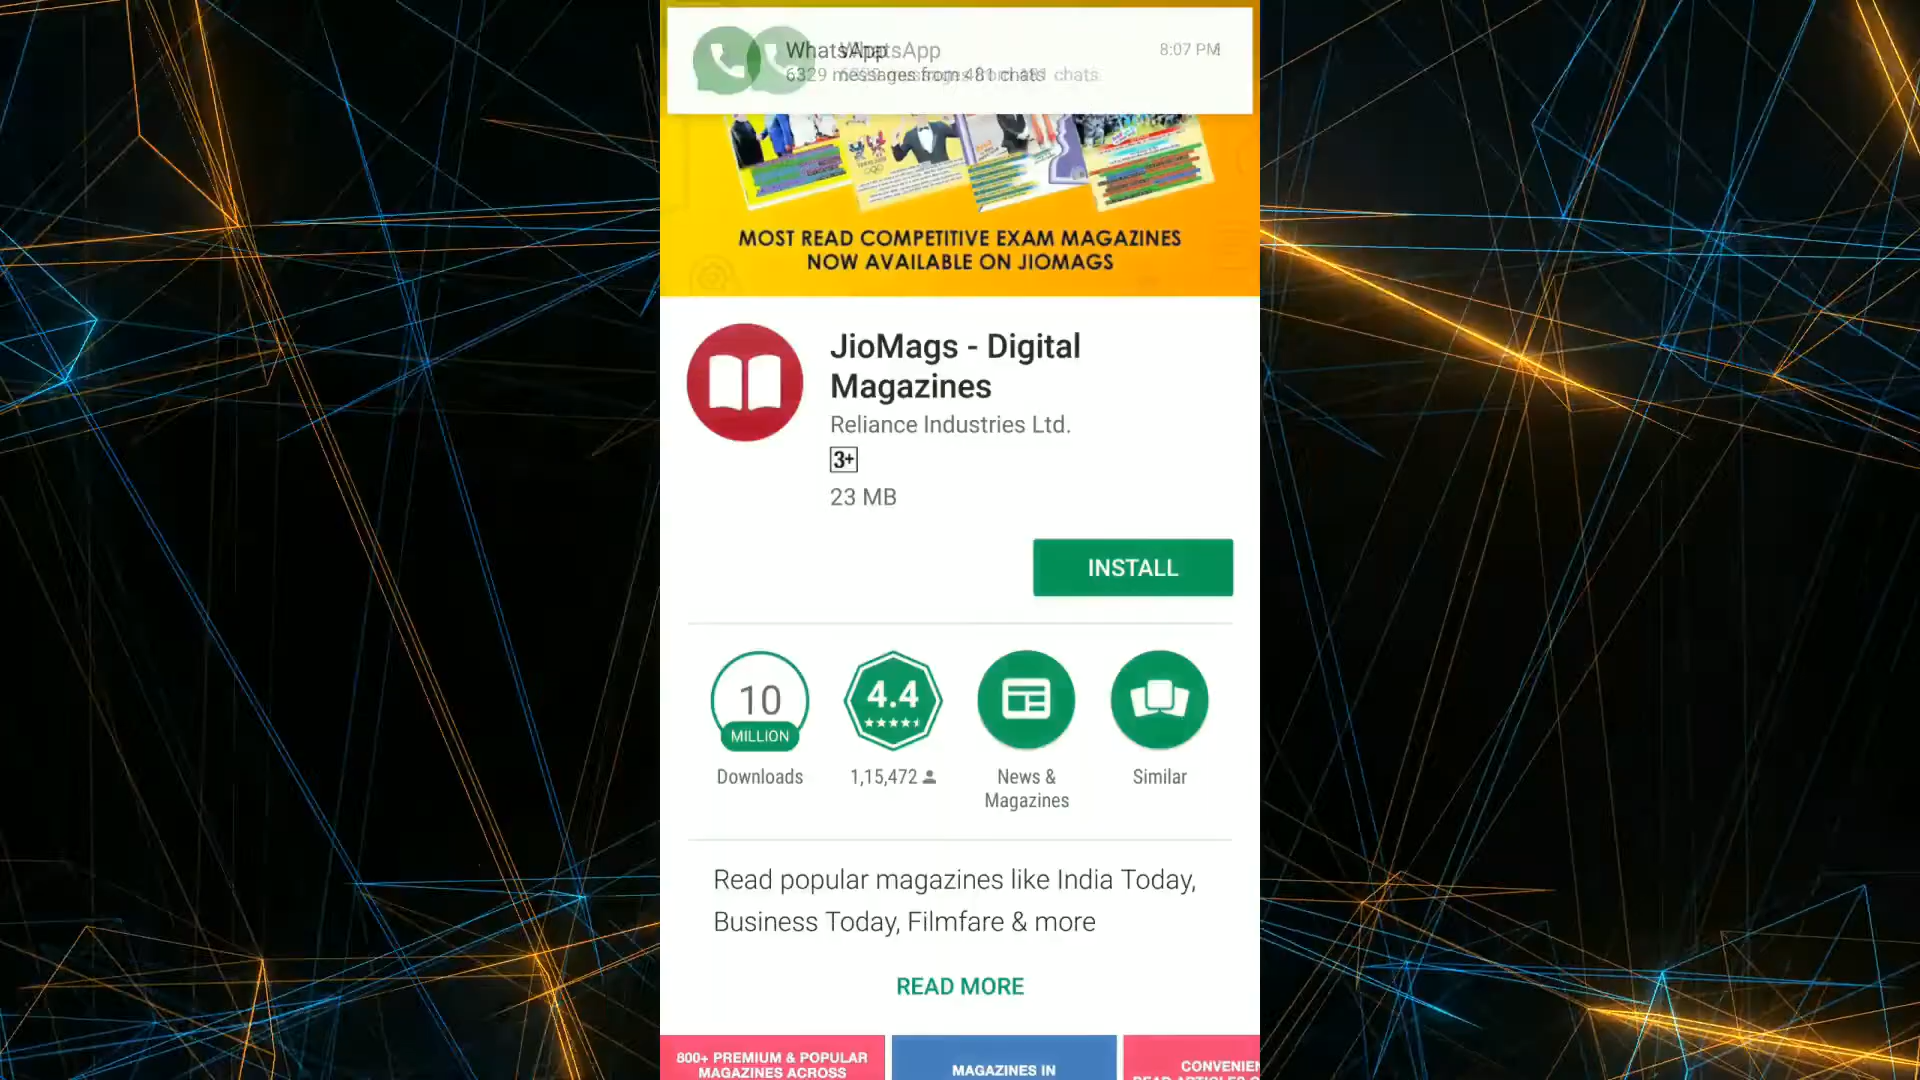 WhatsApp
8:07 PM
6329 messages from 481 chats
MOST READ COMPETITIVE EXAM MAGAZINES
NOW AVAILABLE ON JIOMAGS
JioMags - Digital
Magazines
Reliance Industries Ltd.
3+
23 MB
INSTALL
10
MILLION
4.4
Downloads
1,15,472
News &
Magazines
Similar
Read popular magazines like India Today,
Business Today, Filmfare & more
READ MORE
800+ PREMIUM & POPULAR
MAGAZINES ACROSS
MAGAZINES IN
CONVENIEN